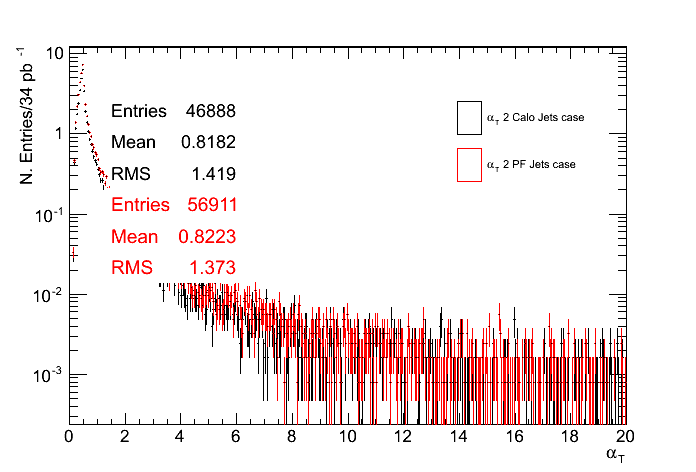 N. Entries/34 pb⁻¹
10
1
10⁻¹
10⁻²
10⁻³
Entries 46888
Mean 0.8182
RMS 1.419
Entries 56911
Mean 0.8223
RMS 1.373
α_T 2 Calo Jets case
α_T 2 PF Jets case
0 2 4 6 8 10 12 14 16 18 20
α_T